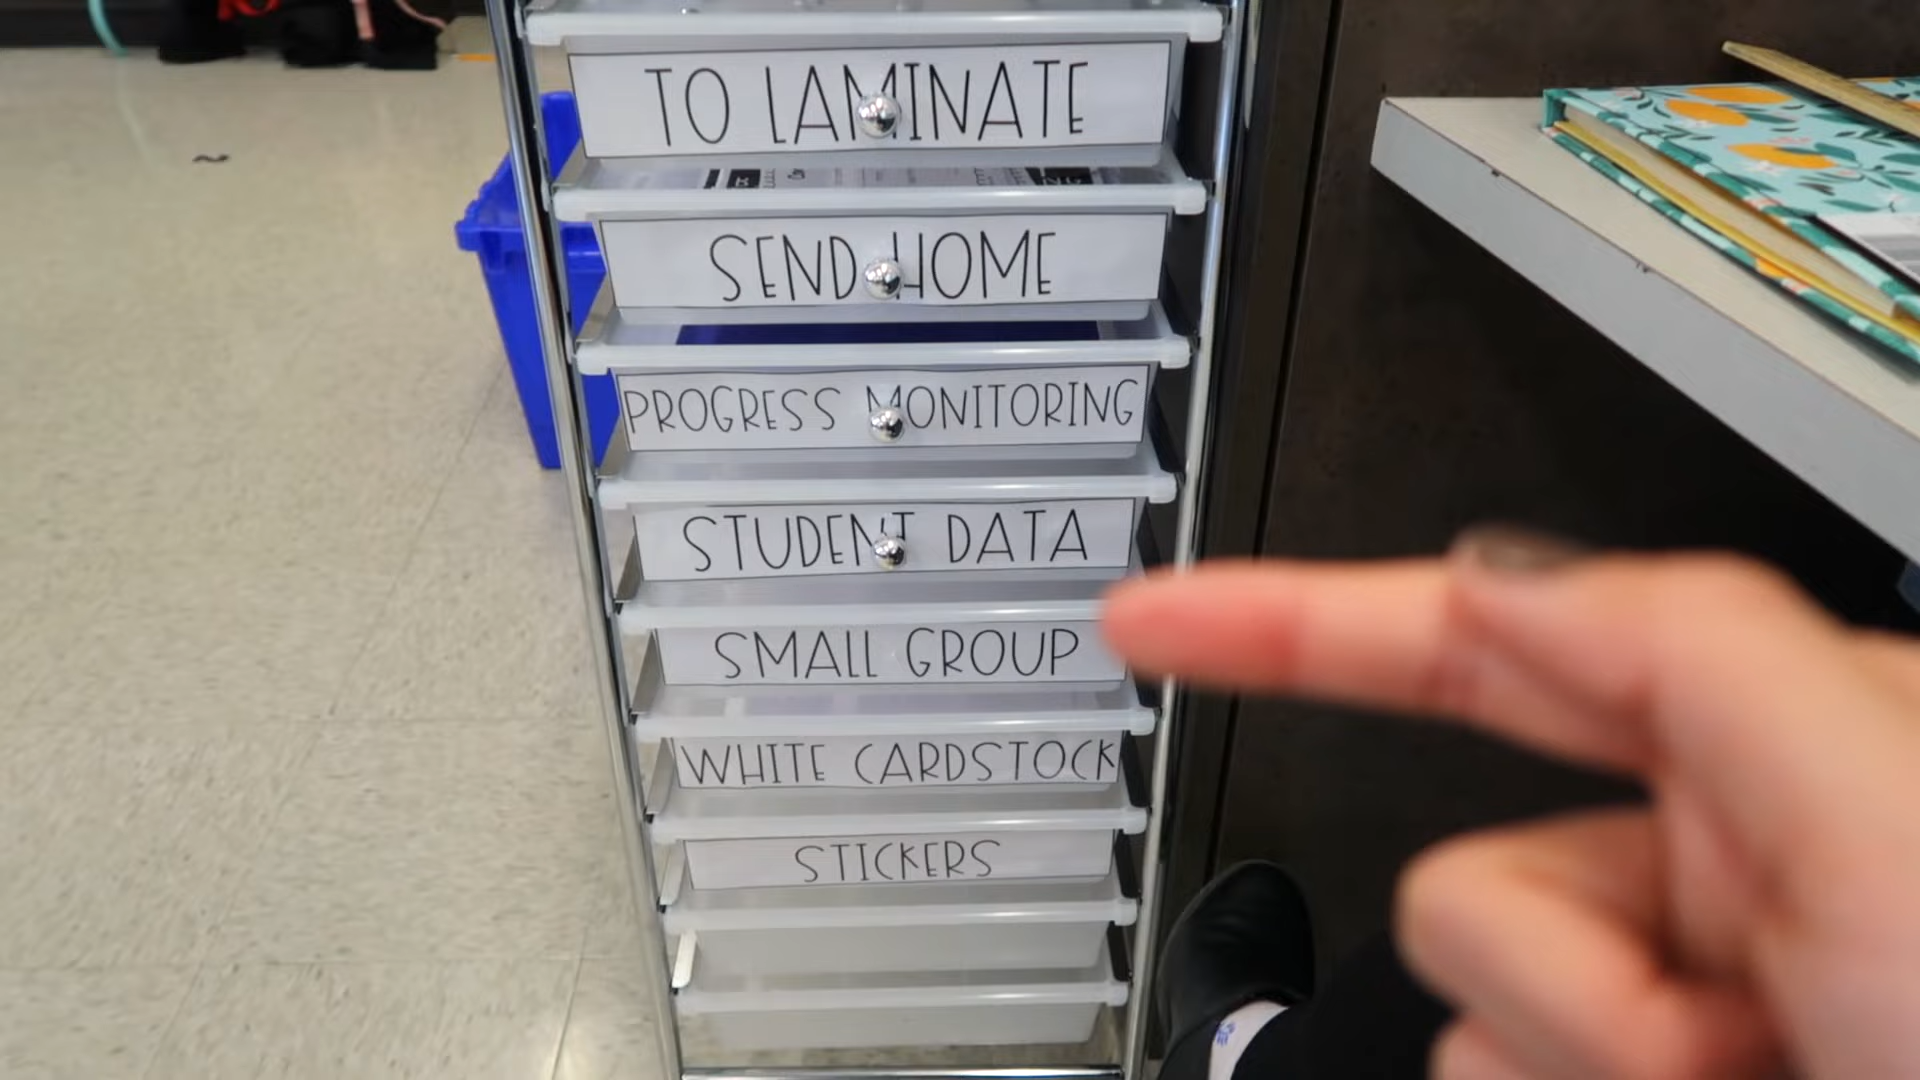 TO LAMINATE
SEND HOME
PROGRESS MONITORING
STUDENT DATA
SMALL GROUP
WHITE CARDSTOCK
STICKERS